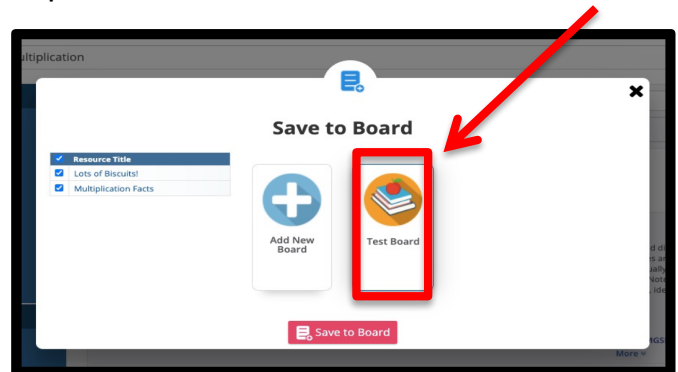 ultiplication
Save to Board
Resource Title
Lots of Biscuits!
Multiplication Facts
Add New
Board
Test Board
Save to Board
More